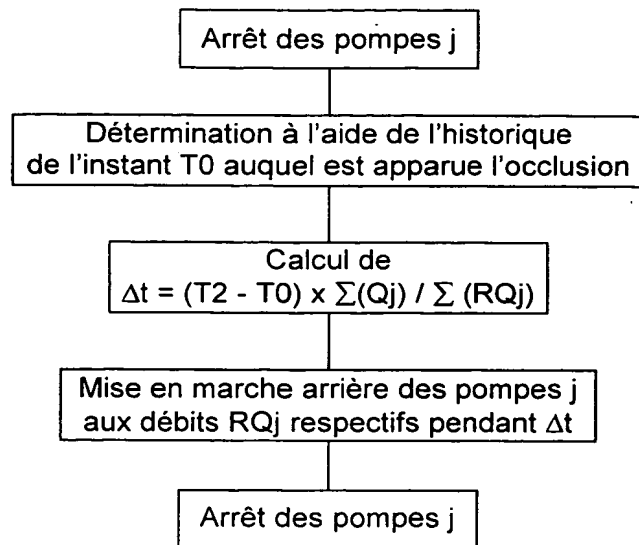 Arrêt des pompes j
Détermination à l'aide de l'historique
de l'instant T0 auquel est apparue l'occlusion
Calcul de
Δt = (T2 - T0) x ∑(Qj) / ∑ (RQj)
Mise en marche arrière des pompes j
aux débits RQj respectifs pendant Δt
Arrêt des pompes j